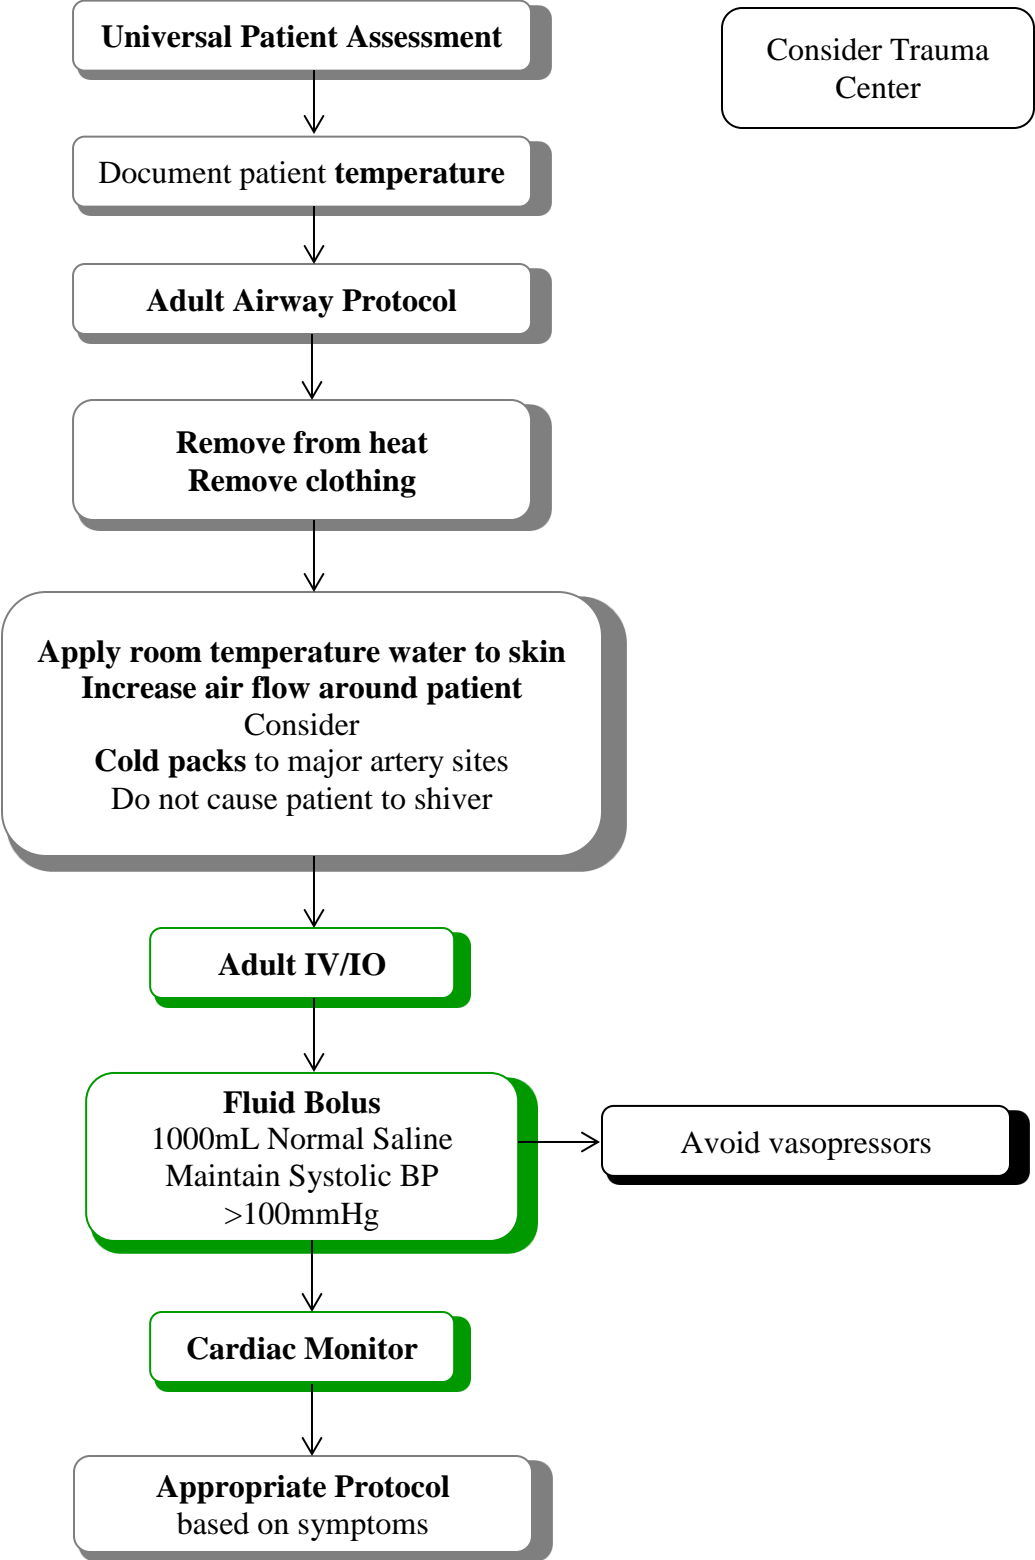 Universal Patient Assessment
Consider Trauma
Center
Document patient temperature
Adult Airway Protocol
Remove from heat
Remove clothing
Apply room temperature water to skin
Increase air flow around patient
Consider
Cold packs to major artery sites
Do not cause patient to shiver
Adult IV/IO
Fluid Bolus
1000mL Normal Saline
Maintain Systolic BP
>100mmHg
Avoid vasopressors
Cardiac Monitor
Appropriate Protocol
based on symptoms